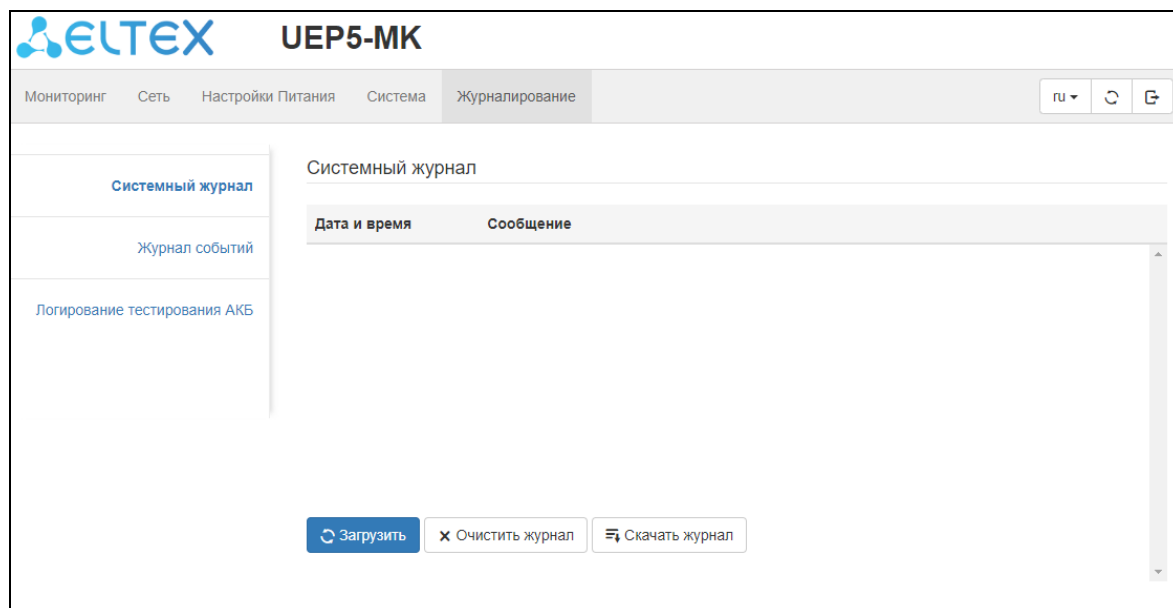 ELTEX UEP5-MK
Мониторинг Сеть Настройки Питания Система Журналирование ru
Системный журнал
Журнал событий
Логирование тестирования АКБ
Системный журнал
Дата и время Сообщение
Загрузить Очистить журнал Скачать журнал